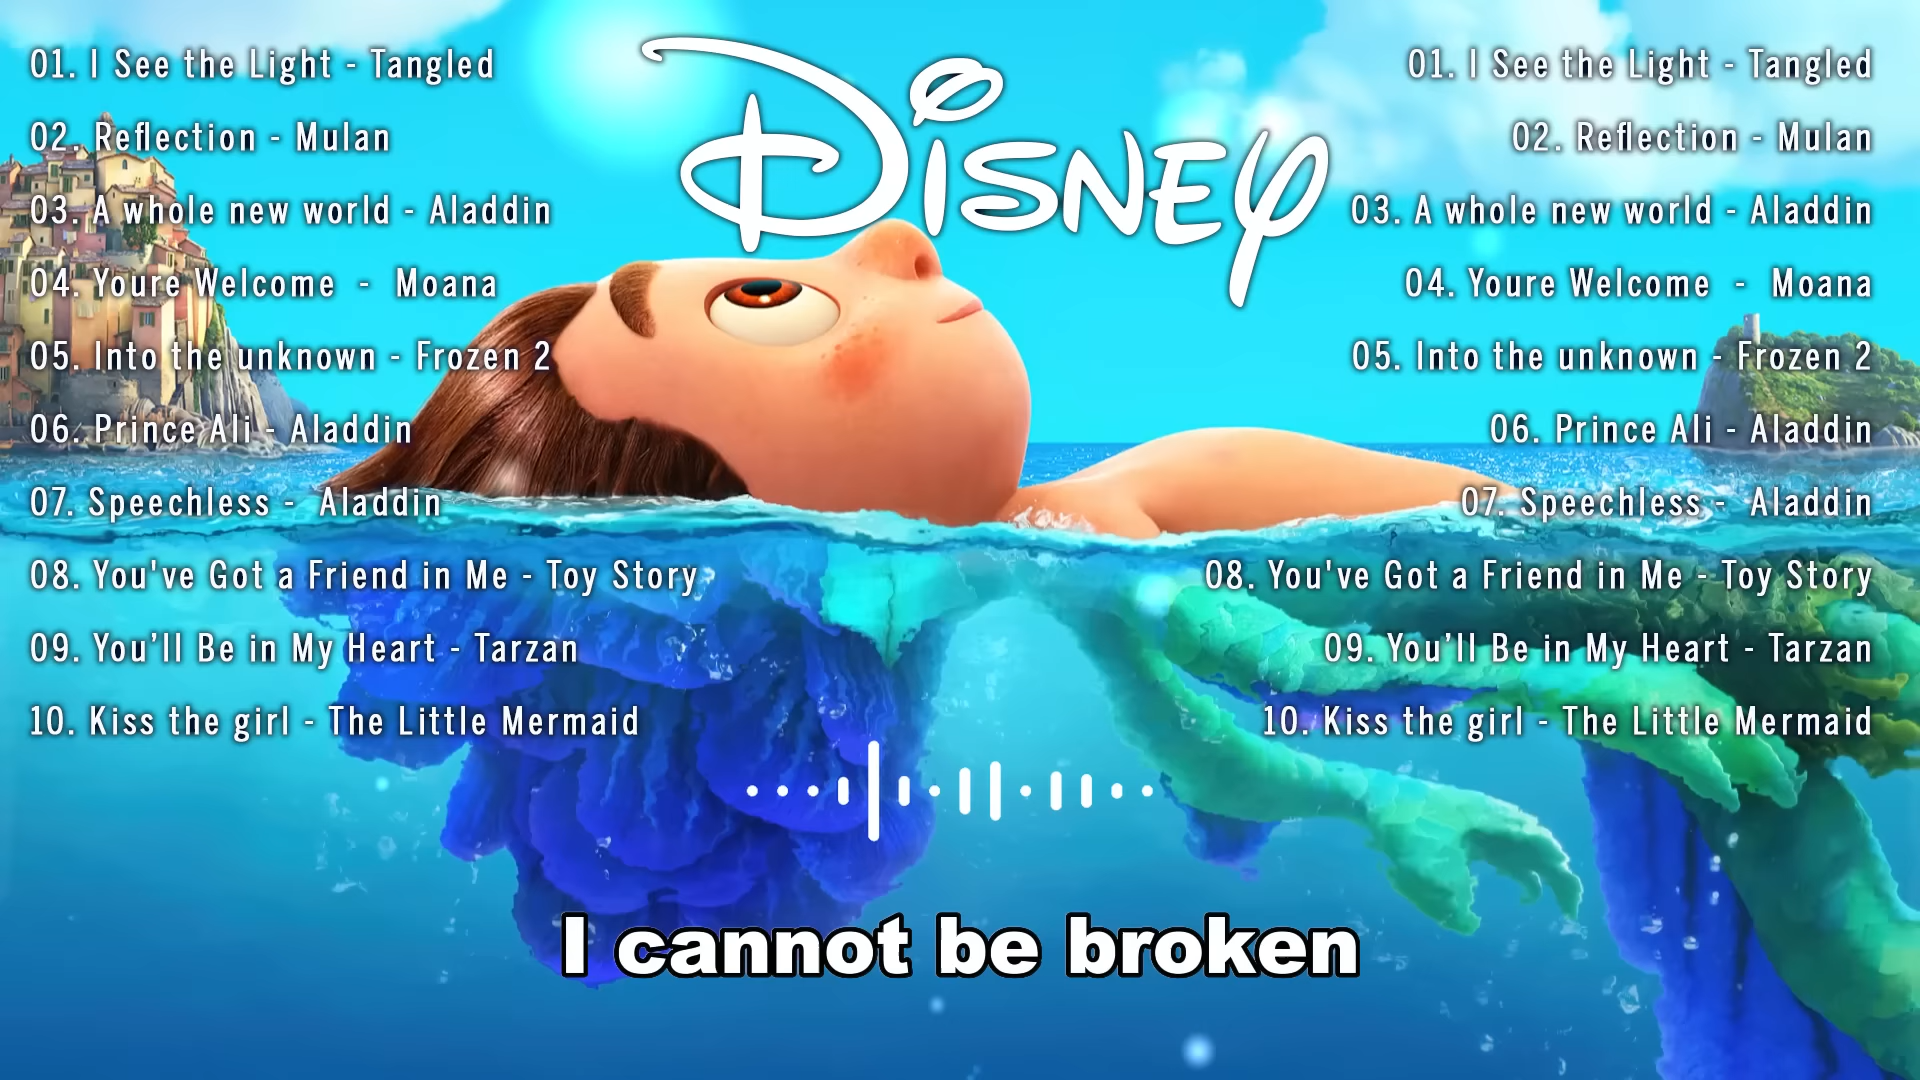 Disney
01. I See the Light - Tangled
02. Reflection - Mulan
03. A whole new world - Aladdin
04. Youre Welcome  -  Moana
05. Into the unknown - Frozen 2
06. Prince Ali - Aladdin
07. Speechless -  Aladdin
08. You've Got a Friend in Me - Toy Story
09. You’ll Be in My Heart - Tarzan
10. Kiss the girl - The Little Mermaid
01. I See the Light - Tangled
02. Reflection - Mulan
03. A whole new world - Aladdin
04. Youre Welcome  -  Moana
05. Into the unknown - Frozen 2
06. Prince Ali - Aladdin
07. Speechless -  Aladdin
08. You've Got a Friend in Me - Toy Story
09. You’ll Be in My Heart - Tarzan
10. Kiss the girl - The Little Mermaid
I cannot be broken